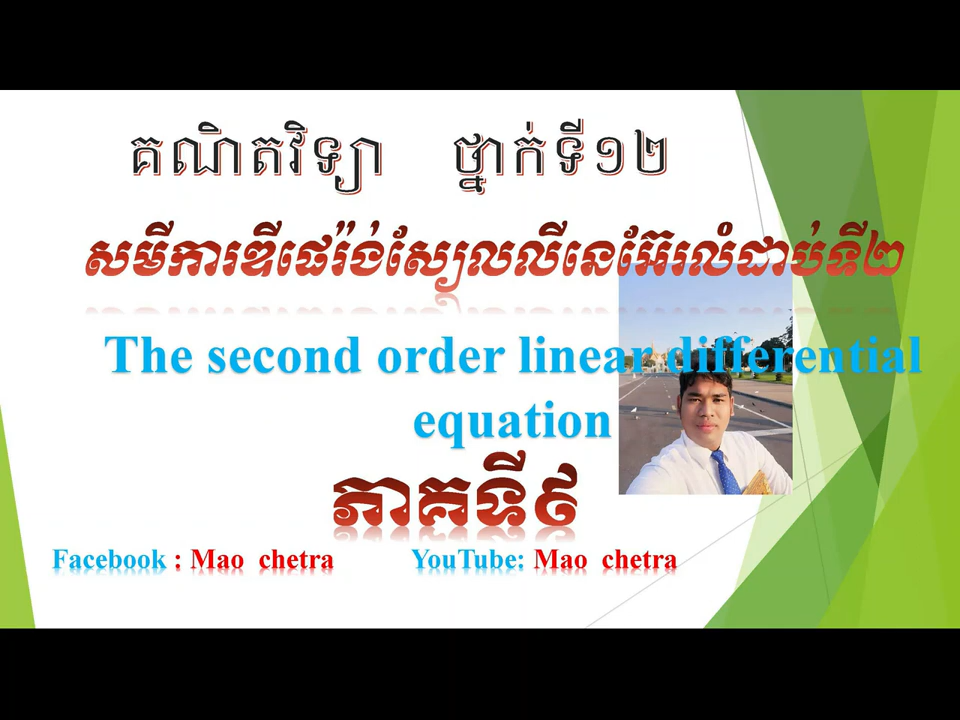 គណិតវិទ្យា ថ្នាក់ទី១២
សមីការឌីផេរ៉ង់ស្យែលលីនេអ៊ែរលំដាប់ទី២
The second order linear differential
equation
ភាគទី៩
Facebook : Mao chetra YouTube: Mao chetra